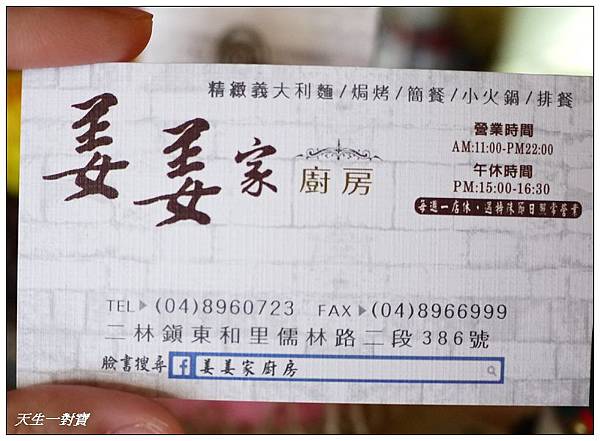 精緻義大利麵/焗烤/簡餐/小火鍋/排餐
姜姜家廚房
營業時間
AM:11:00-PM22:00
午休時間
PM:15:00-16:30
每週一店休·遇特殊節日照常營業
TEL▶(04)8960723 FAX▶(04)8966999
二林鎮東和里儒林路二段386號
臉書搜尋 f 姜姜家廚房
天生一對寶